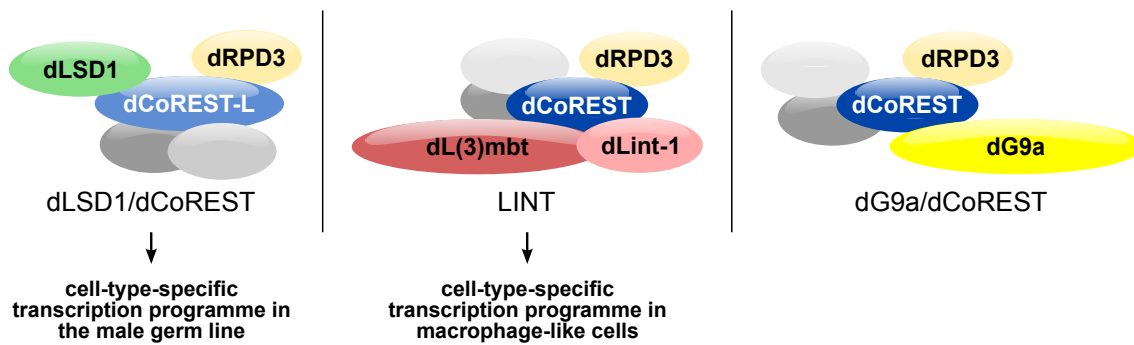 dLSD1
dRPD3
dCoREST-L
dLSD1/dCoREST
cell-type-specific
transcription programme in
the male germ line
dRPD3
dCoREST
dL(3)mbt
dLint-1
LINT
cell-type-specific
transcription programme in
macrophage-like cells
dRPD3
dCoREST
dG9a
dG9a/dCoREST